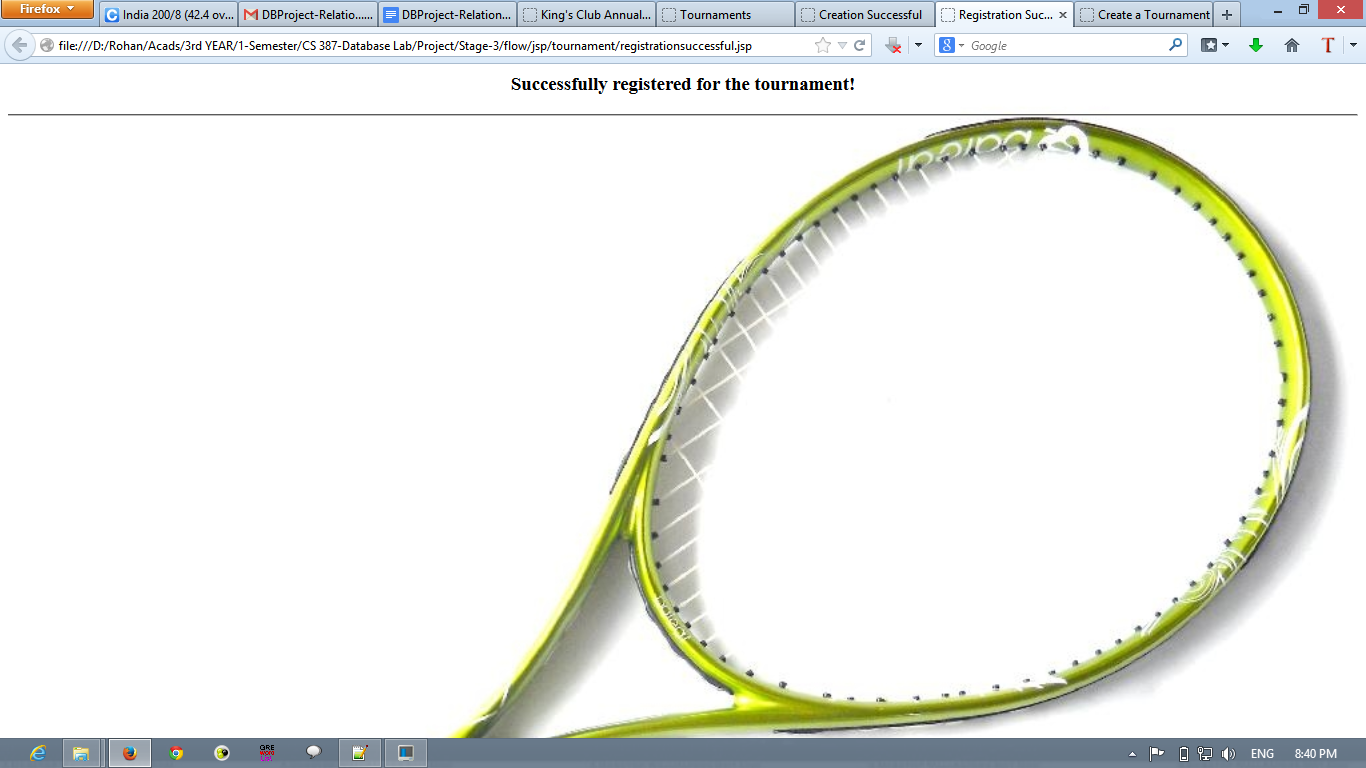 Firefox
India 200/8 (42.4 ov...
DBProject-Relatio......
DBProject-Relation...
King's Club Annual...
Tournaments
Creation Successful
Registration Suc...
Create a Tournament
file:///D:/Rohan/Acads/3rd YEAR/1-Semester/CS 387-Database Lab/Project/Stage-3/flow/jsp/tournament/registrationsuccessful.jsp
Google
Successfully registered for the tournament!
GRE
ENG
8:40 PM